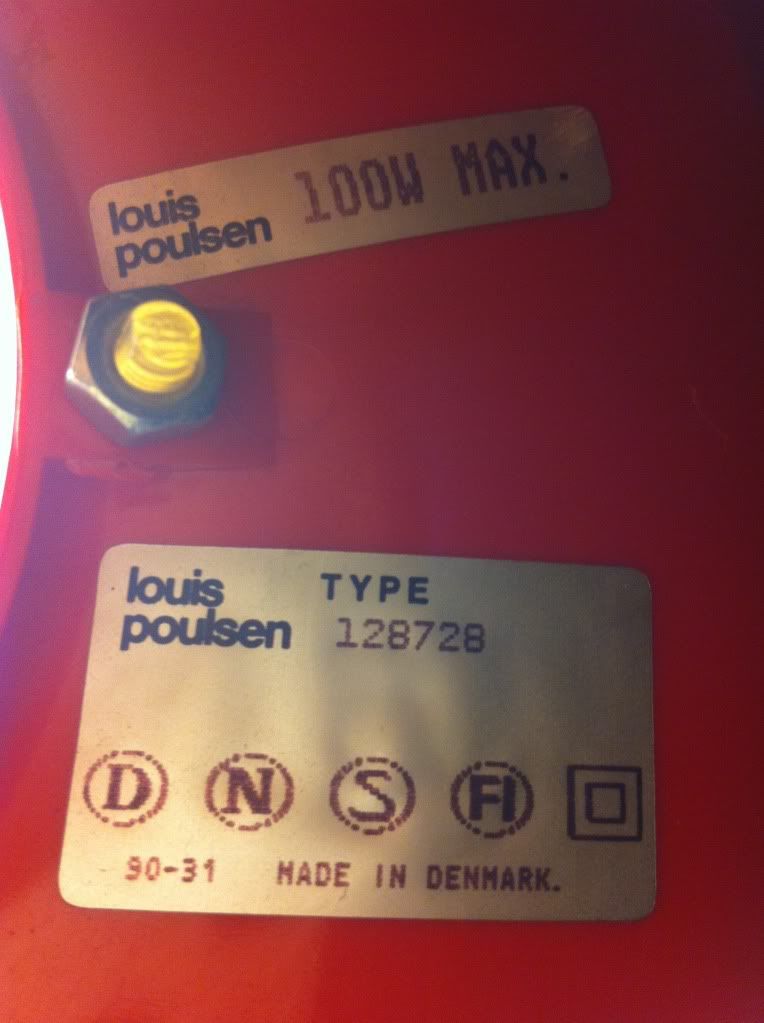 louis
poulsen 100W MAX.
louis TYPE
poulsen 128728
D N S FI
90-31 MADE IN DENMARK.